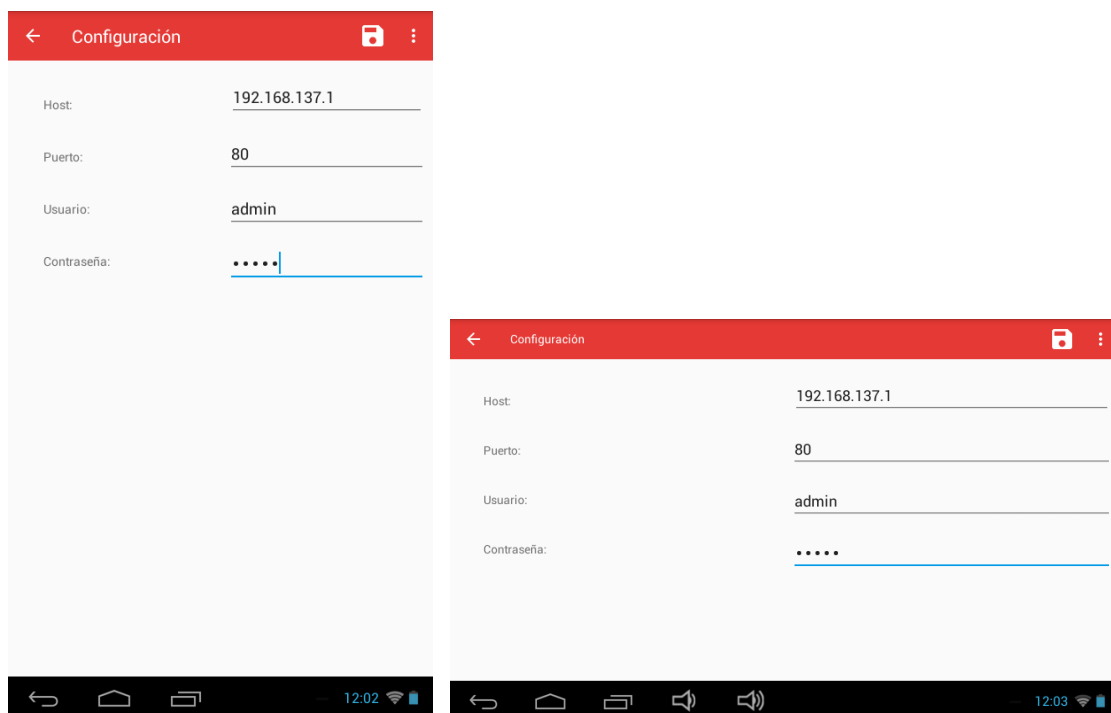 Configuración
Host: 192.168.137.1
Puerto: 80
Usuario: admin
Contraseña: •••••
12:02
Configuración
Host: 192.168.137.1
Puerto: 80
Usuario: admin
Contraseña: •••••
12:03